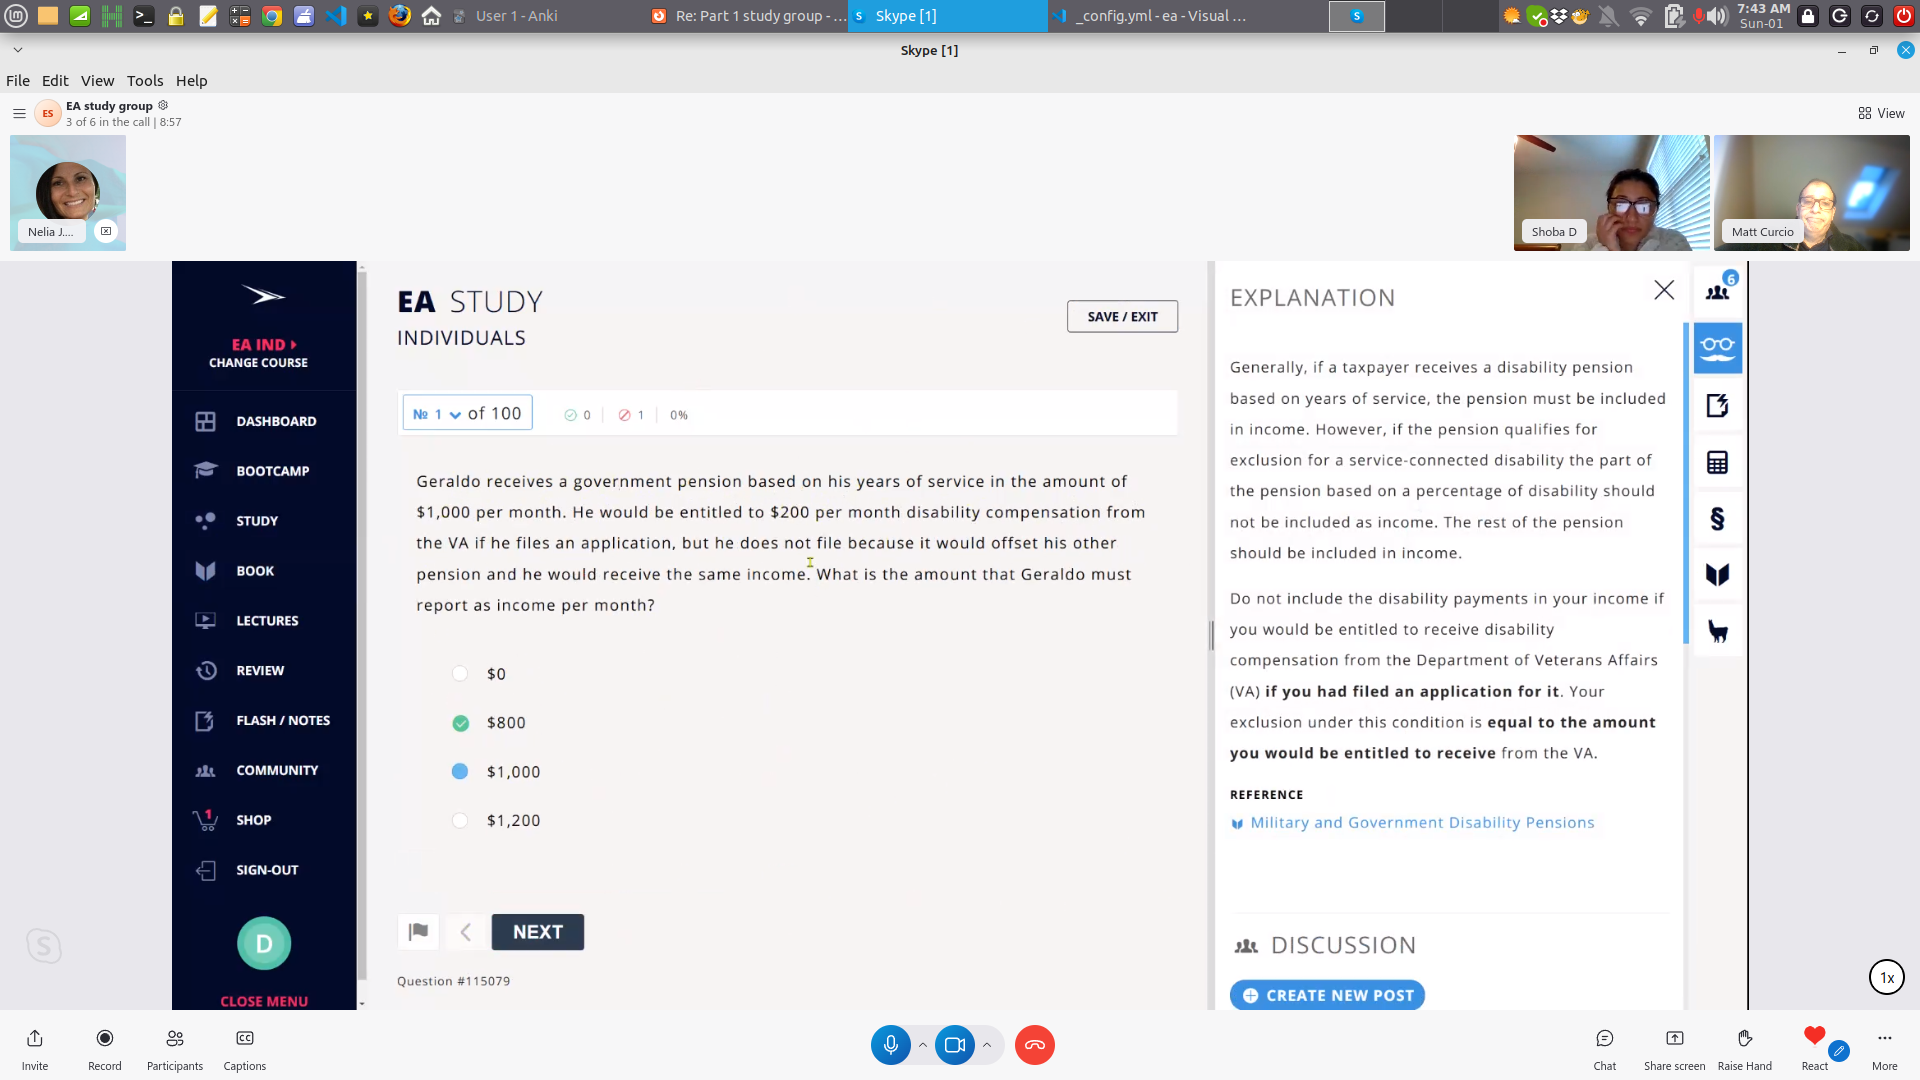 User 1 - Anki
Re: Part 1 study group - ...
Skype [1]
_config.yml - ea - Visual ...
7:43 AM
Sun-01
Skype [1]
File Edit View Tools Help
ES
EA study group
3 of 6 in the call | 8:57
View
Nelia J....
Shoba D
Matt Curcio
EA IND
CHANGE COURSE
DASHBOARD
BOOTCAMP
STUDY
BOOK
LECTURES
REVIEW
FLASH / NOTES
COMMUNITY
1
SHOP
SIGN-OUT
D
CLOSE MENU
EA STUDY
INDIVIDUALS
SAVE / EXIT
№ 1 of 100
0
1
0%
Geraldo receives a government pension based on his years of service in the amount of
$1,000 per month. He would be entitled to $200 per month disability compensation from
the VA if he files an application, but he does not file because it would offset his other
pension and he would receive the same income. What is the amount that Geraldo must
report as income per month?
$0
$800
$1,000
$1,200
NEXT
Question #115079
EXPLANATION
6
Generally, if a taxpayer receives a disability pension
based on years of service, the pension must be included
in income. However, if the pension qualifies for
exclusion for a service-connected disability the part of
the pension based on a percentage of disability should
not be included as income. The rest of the pension
should be included in income.
Do not include the disability payments in your income if
you would be entitled to receive disability
compensation from the Department of Veterans Affairs
(VA) if you had filed an application for it. Your
exclusion under this condition is equal to the amount
you would be entitled to receive from the VA.
REFERENCE
Military and Government Disability Pensions
§
DISCUSSION
CREATE NEW POST
1x
Invite
Record
Participants
Captions
Chat
Share screen
Raise Hand
React
More